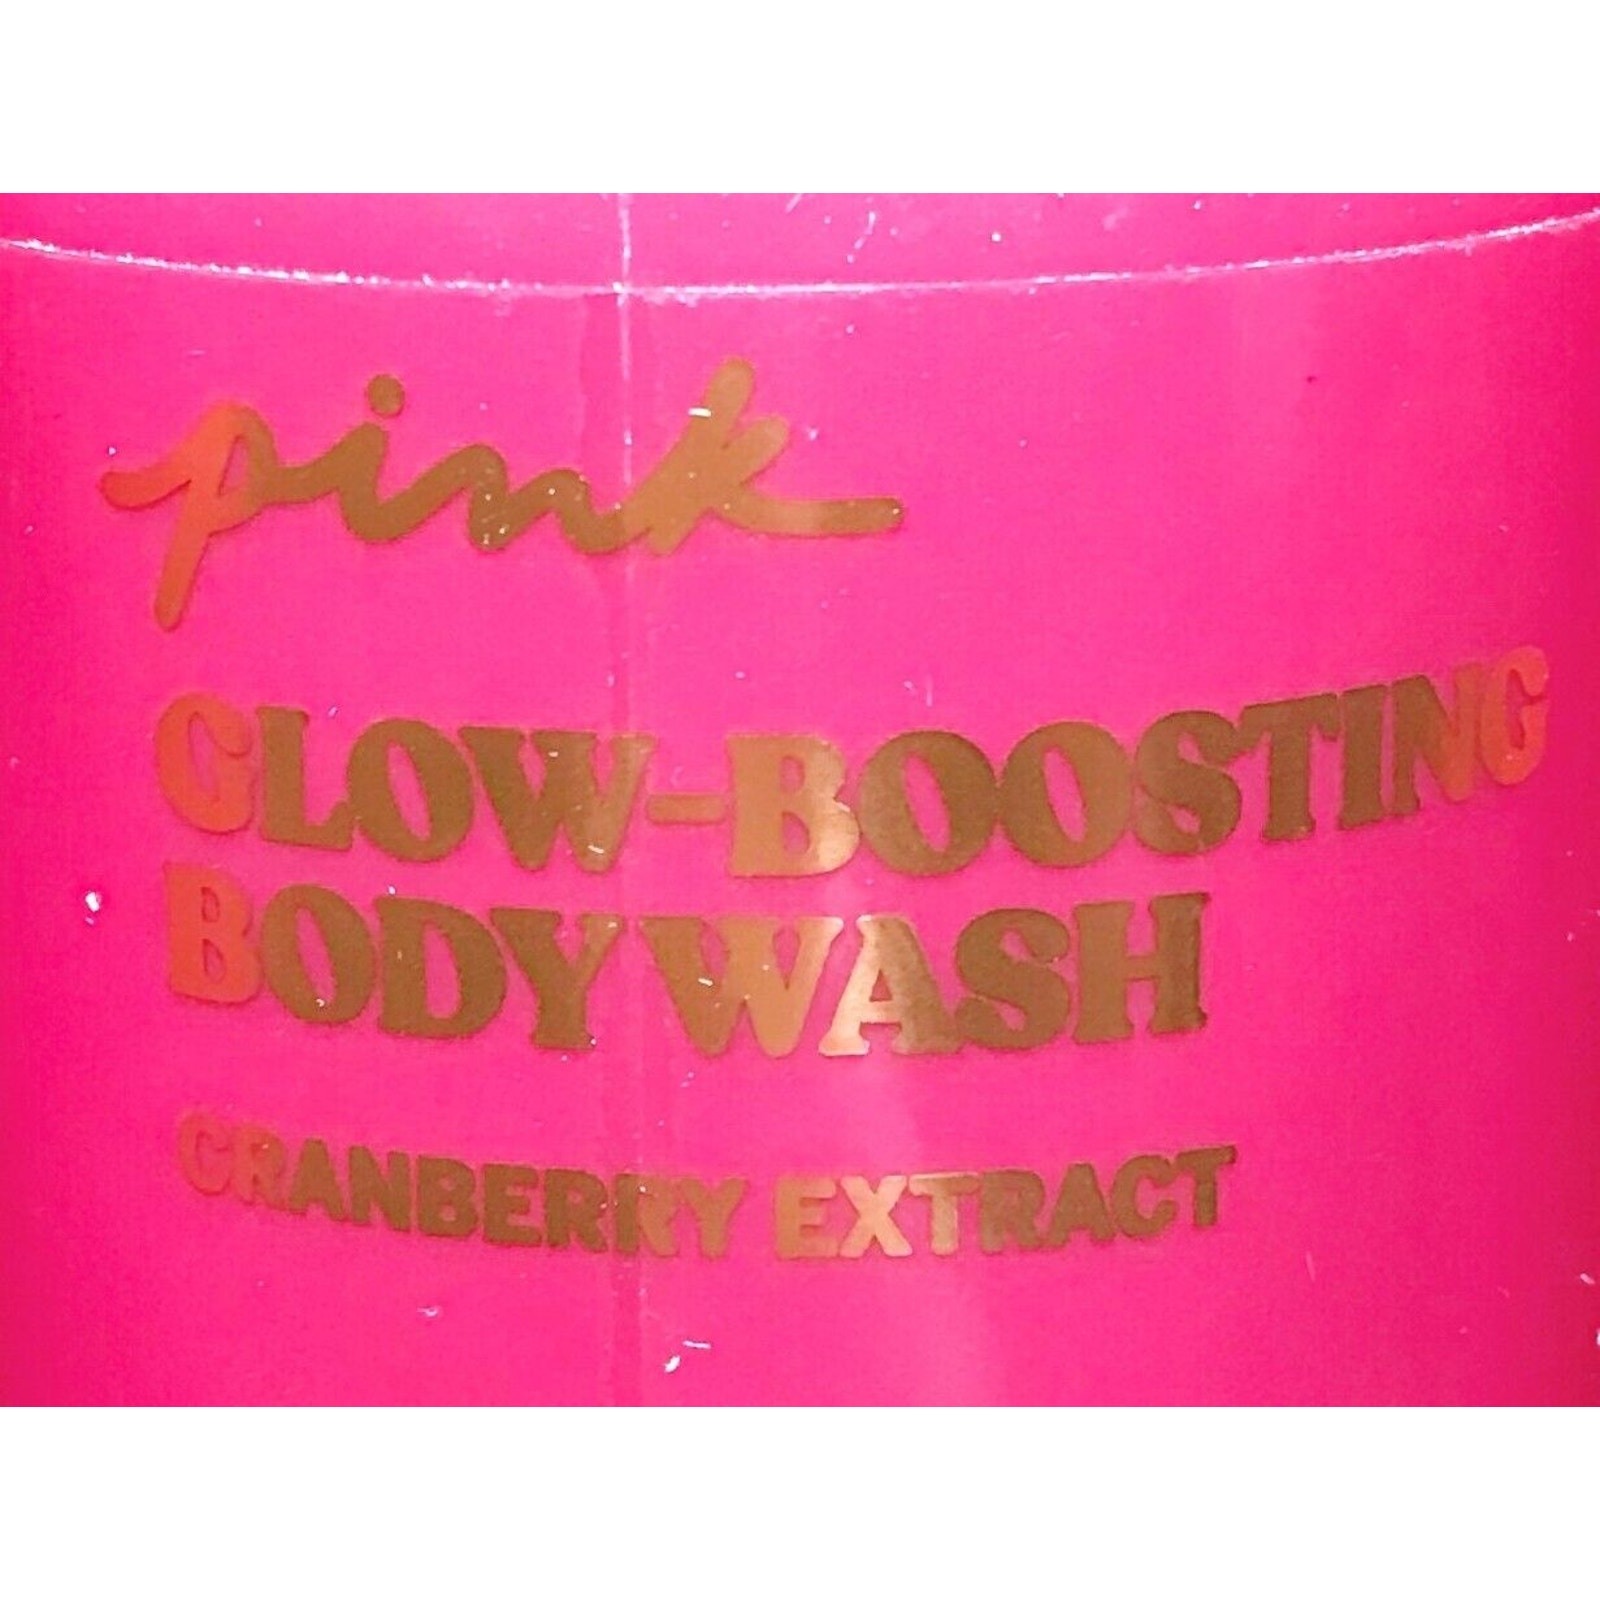 pink
GLOW-BOOSTING
BODY WASH
CRANBERRY EXTRACT